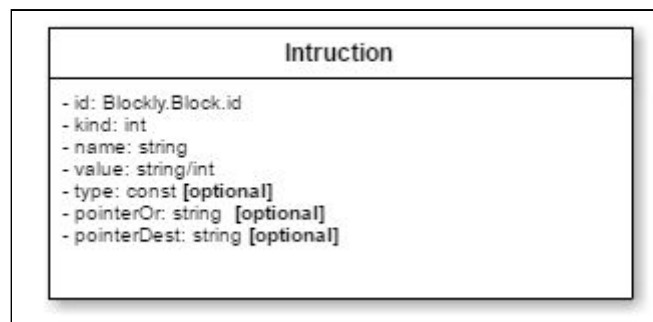 Intruction
- id: Blockly.Block.id
- kind: int
- name: string
- value: string/int
- type: const [optional]
- pointerOr: string [optional]
- pointerDest: string [optional]